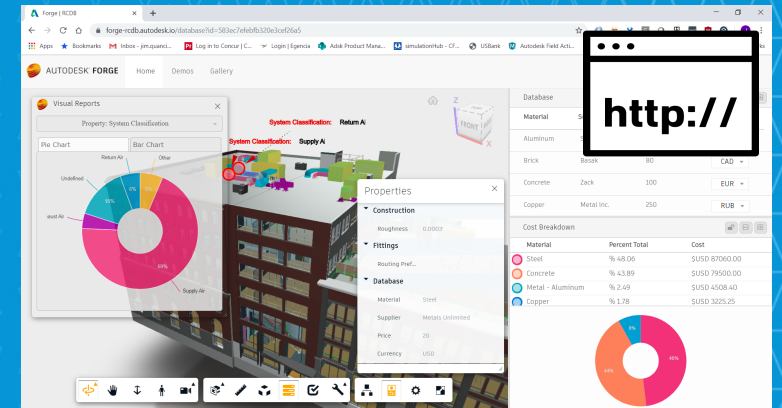 Forge | RCDB
forge-rcdb.autodesk.io/database?id=583ec7efebfb320e3cef26a5
Apps Bookmarks Inbox - jim.quanci... Log in to Concur | C... Login | Egencia Adsk Product Mana... simulationHub - CF... USBank Autodesk Field Acti...
http://
AUTODESK FORGE Home Demos Gallery
Visual Reports
Property: System Classification
Pie Chart Bar Chart
Return Air Other
Undefined
Supply Air
System Classification: Return Ai
System Classification: Supply Ai
Z
FRONT
X
Properties
Construction
Roughness 0.0003
Fittings
Routing Pref...
Database
Material Steel
Supplier Metals Unlimited
Price 20
Currency USD
Database
Material
Aluminum
Brick Basak 80 CAD
Concrete Zack 100 EUR
Copper Metal Inc. 250 RUB
Cost Breakdown
Material Percent Total Cost
Steel % 48.06 $USD 87060.00
Concrete % 43.89 $USD 79500.00
Metal - Aluminum % 2.49 $USD 4508.40
Copper % 1.78 $USD 3225.25